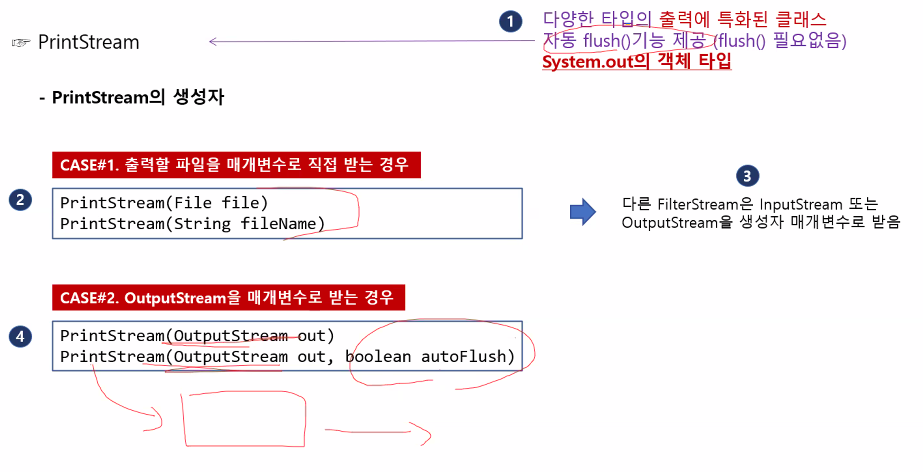 ❶ 다양한 타입의 출력에 특화된 클래스
자동 flush()기능 제공 (flush() 필요없음)
System.out의 객체 타입
☞ PrintStream
- PrintStream의 생성자
CASE#1. 출력할 파일을 매개변수로 직접 받는 경우
❷ PrintStream(File file)
PrintStream(String fileName)
❸
다른 FilterStream은 InputStream 또는
OutputStream을 생성자 매개변수로 받음
CASE#2. OutputStream을 매개변수로 받는 경우
❹ PrintStream(OutputStream out)
PrintStream(OutputStream out, boolean autoFlush)